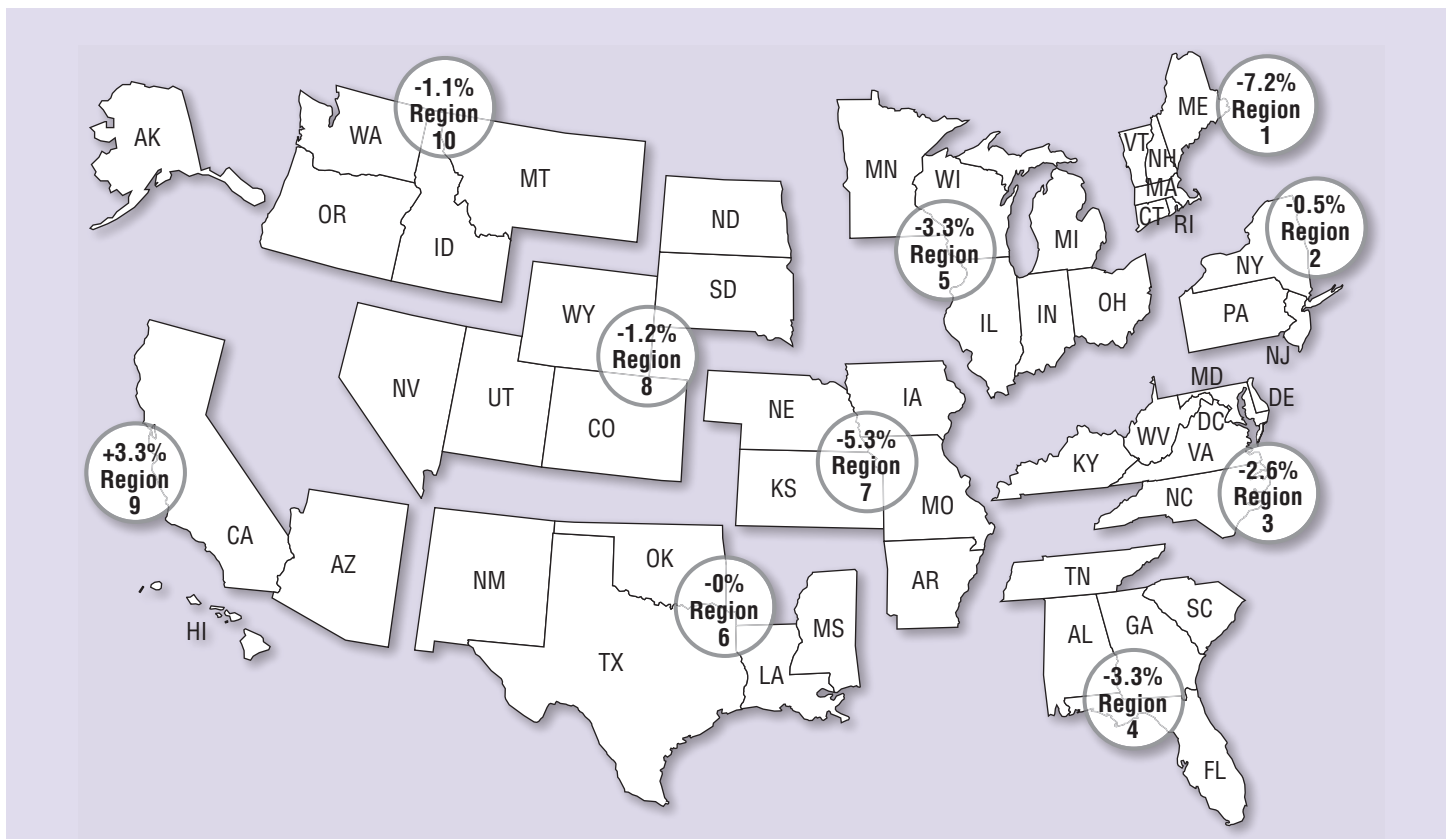 AK
WA
-1.1%
Region
10
MT
OR
ID
ND
SD
WY
-1.2%
Region
8
NV
UT
CO
+3.3%
Region
9
CA
AZ
HI
NM
OK
TX
-0%
Region
6
LA
MS
NE
IA
KS
MO
AR
-5.3%
Region
7
MN
WI
-3.3%
Region
5
MI
IL
IN
OH
ME
VT
NH
MA
CT
RI
-7.2%
Region
1
-0.5%
Region
2
NY
PA
NJ
MD
DE
DC
WV
VA
KY
NC
-2.6%
Region
3
TN
AL
GA
SC
-3.3%
Region
4
FL